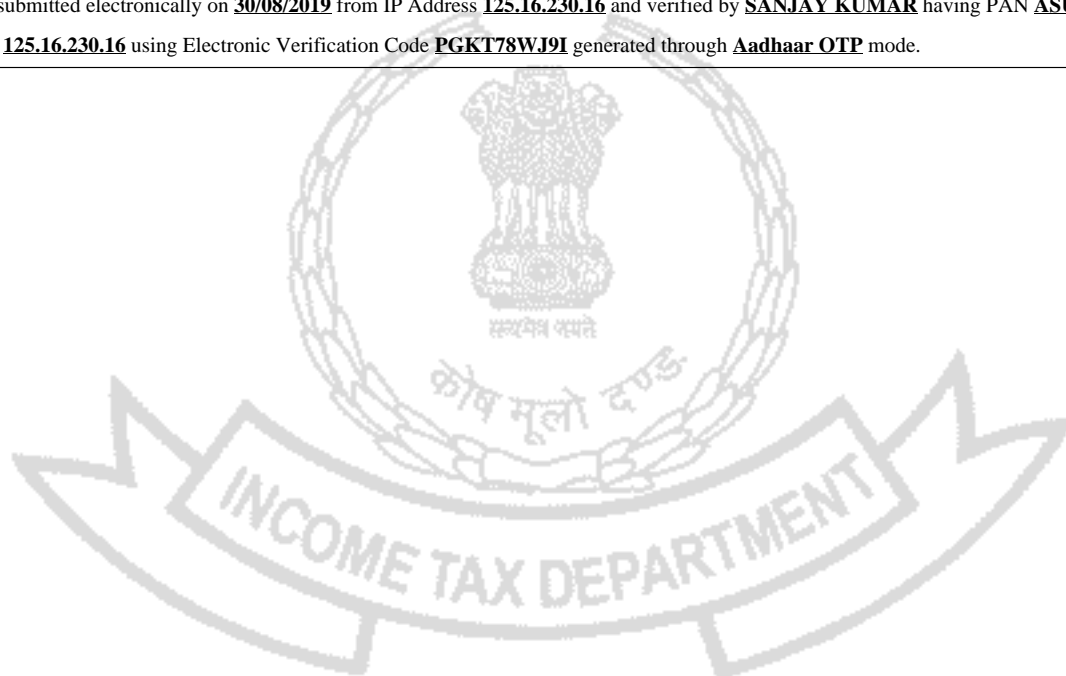 submitted electronically on 30/08/2019 from IP Address 125.16.230.16 and verified by SANJAY KUMAR having PAN
125.16.230.16 using Electronic Verification Code PGKT78WJ9I generated through Aadhaar OTP mode.
सत्यमेव जयते
कोष मूलो दण्ड:
INCOME TAX DEPARTMENT